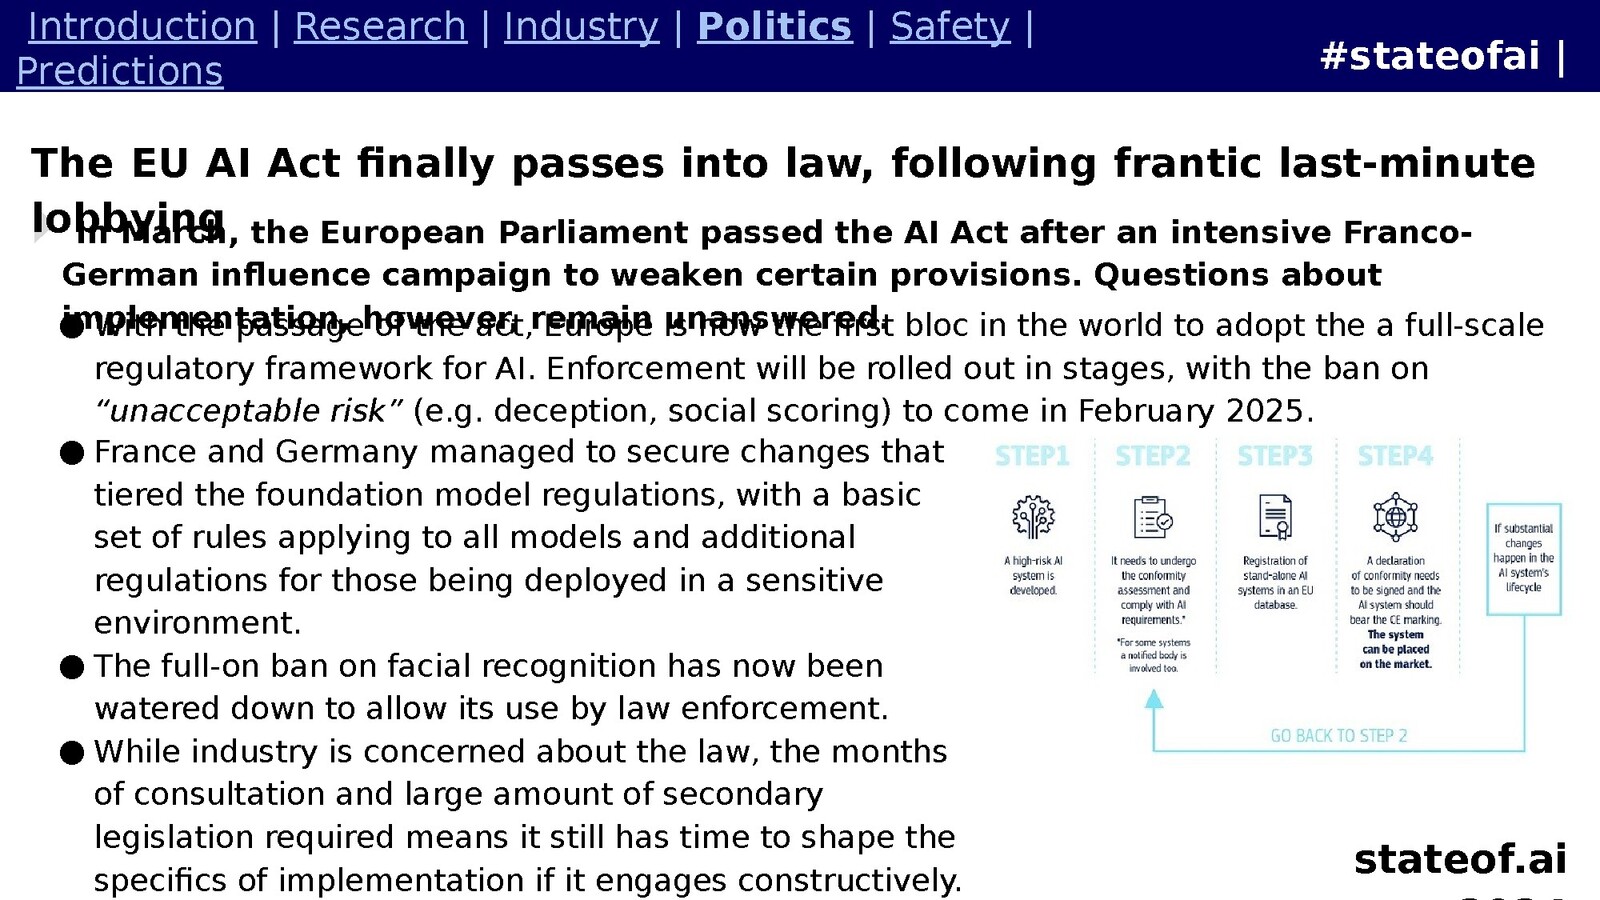 Introduction | Research | Industry | Politics | Safety |
Predictions
#stateofai |
The EU AI Act finally passes into law, following frantic last-minute
lobbying
In March, the European Parliament passed the AI Act after an intensive Franco-
German influence campaign to weaken certain provisions. Questions about
implementation, however, remain unanswered.
● With the passage of the act, Europe is now the first bloc in the world to adopt the a full-scale
regulatory framework for AI. Enforcement will be rolled out in stages, with the ban on
“unacceptable risk” (e.g. deception, social scoring) to come in February 2025.
● France and Germany managed to secure changes that
tiered the foundation model regulations, with a basic
set of rules applying to all models and additional
regulations for those being deployed in a sensitive
environment.
● The full-on ban on facial recognition has now been
watered down to allow its use by law enforcement.
● While industry is concerned about the law, the months
of consultation and large amount of secondary
legislation required means it still has time to shape the
specifics of implementation if it engages constructively.
STEP1
A high-risk AI
system is
developed.
STEP2
It needs to undergo
the conformity
assessment and
comply with AI
requirements.*
*For some systems
a notified body is
involved too.
STEP3
Registration of
stand-alone AI
systems in an EU
database.
STEP4
A declaration
of conformity needs
to be signed and the
AI system should
bear the CE marking.
The system
can be placed
on the market.
If substantial
changes
happen in the
AI system's
lifecycle
GO BACK TO STEP 2
stateof.ai